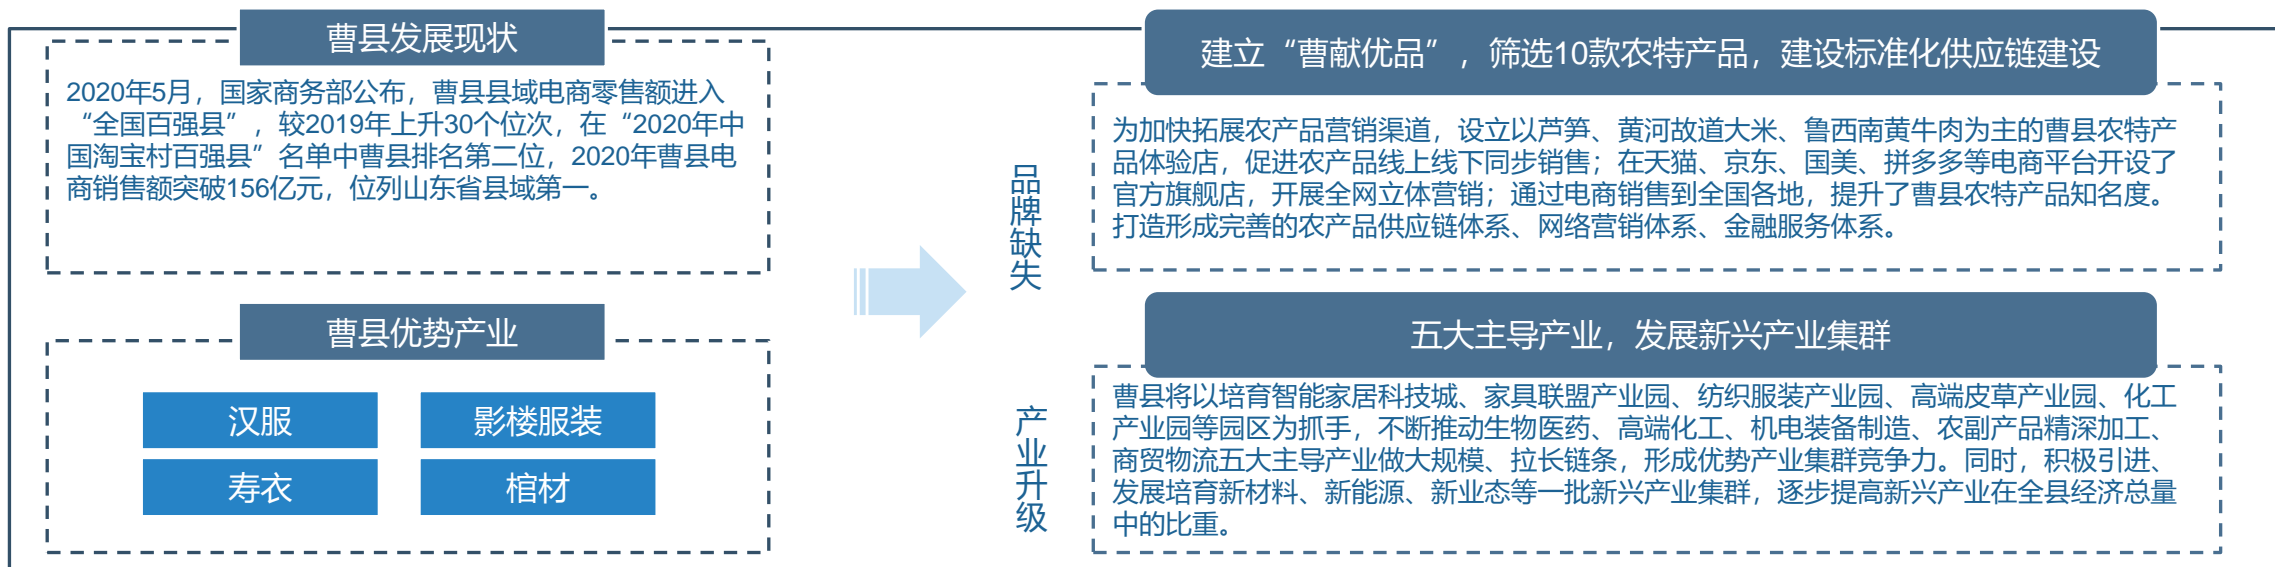 曹县发展现状
2020年5月，国家商务部公布，曹县县域电商零售额进入
“全国百强县”，较2019年上升30个位次，在“2020年中
国淘宝村百强县”名单中曹县排名第二位，2020年曹县电
商销售额突破156亿元，位列山东省县域第一。
曹县优势产业
汉服
影楼服装
寿衣
棺材
品牌缺失
建立“曹献优品”，筛选10款农特产品，建设标准化供应链建设
为加快拓展农产品营销渠道，设立以芦笋、黄河故道大米、鲁西南黄牛肉为主的曹县农特产
品体验店，促进农产品线上线下同步销售；在天猫、京东、国美、拼多多等电商平台开设了
官方旗舰店，开展全网立体营销；通过电商销售到全国各地，提升了曹县农特产品知名度。
打造形成完善的农产品供应链体系、网络营销体系、金融服务体系。
产业升级
五大主导产业，发展新兴产业集群
曹县将以培育智能家居科技城、家具联盟产业园、纺织服装产业园、高端皮草产业园、化工
产业园等园区为抓手，不断推动生物医药、高端化工、机电装备制造、农副产品精深加工、
商贸物流五大主导产业做大规模、拉长链条，形成优势产业集群竞争力。同时，积极引进、
发展培育新材料、新能源、新业态等一批新兴产业集群，逐步提高新兴产业在全县经济总量
中的比重。